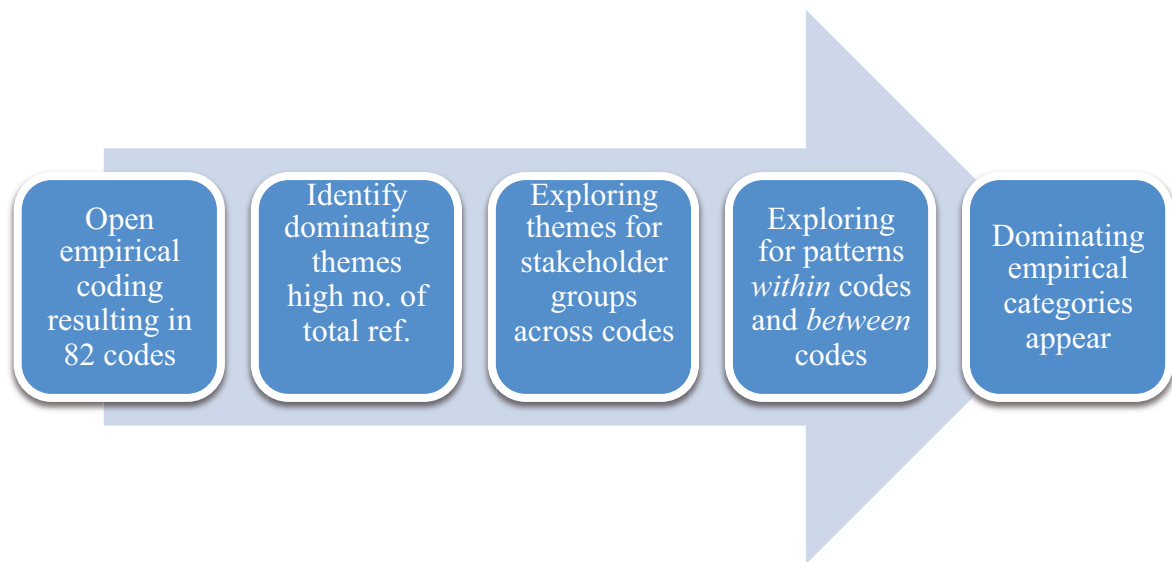 Open
empirical
coding
resulting in
82 codes
Identify
dominating
themes
high no. of
total ref.
Exploring
themes for
stakeholder
groups
across codes
Exploring
for patterns
within codes
and between
codes
Dominating
empirical
categories
appear